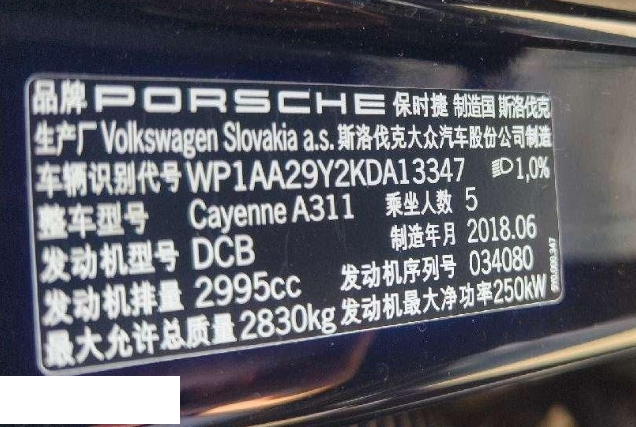 品牌 PORSCHE 保时捷 制造国 斯洛伐克
生产厂 Volkswagen Slovakia a.s. 斯洛伐克大众汽车股份公司制造
车辆识别代号 WP1AA29Y2KDA13347 1,0%
整车型号 Cayenne A311 乘坐人数 5
发动机型号 DCB 制造年月 2018.06
发动机排量 2995cc 发动机序列号 034080
最大允许总质量 2830kg 发动机最大净功率 250kW